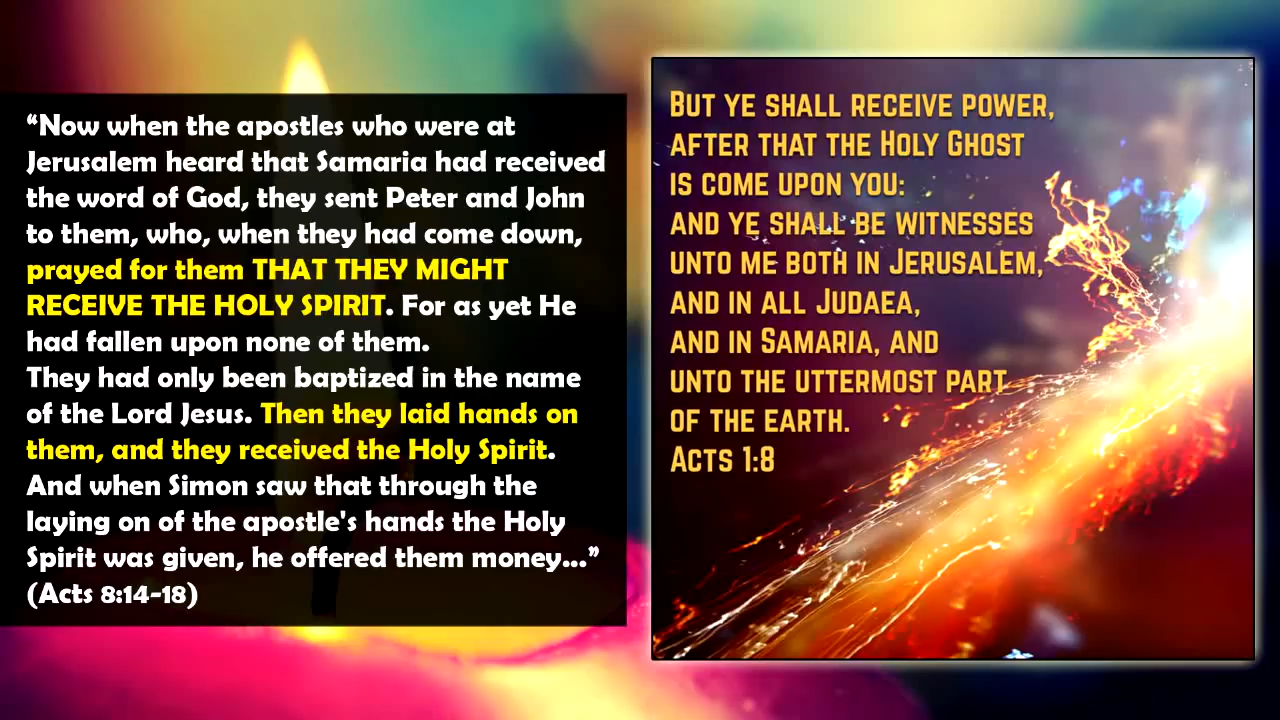 “Now when the apostles who were at
Jerusalem heard that Samaria had received
the word of God, they sent Peter and John
to them, who, when they had come down,
prayed for them THAT THEY MIGHT
RECEIVE THE HOLY SPIRIT. For as yet He
had fallen upon none of them.
They had only been baptized in the name
of the Lord Jesus. Then they laid hands on
them, and they received the Holy Spirit.
And when Simon saw that through the
laying on of the apostle's hands the Holy
Spirit was given, he offered them money...”
(Acts 8:14-18)
But ye shall receive power,
after that the Holy Ghost
is come upon you:
and ye shall be witnesses
unto me both in Jerusalem,
and in all Judaea,
and in Samaria, and
unto the uttermost part
of the earth.
Acts 1:8